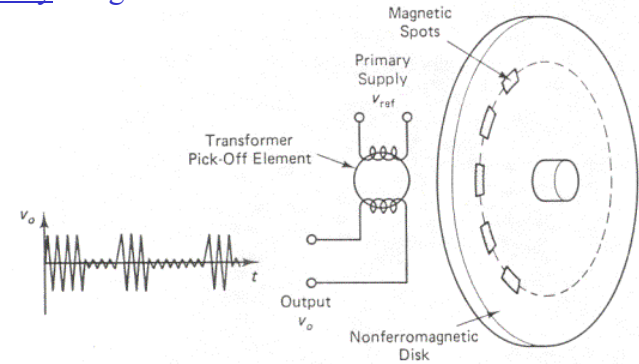 Magnetic
Spots
Primary
Supply
v_ref
Transformer
Pick-Off Element
v_o
t
Output
v_o
Nonferromagnetic
Disk